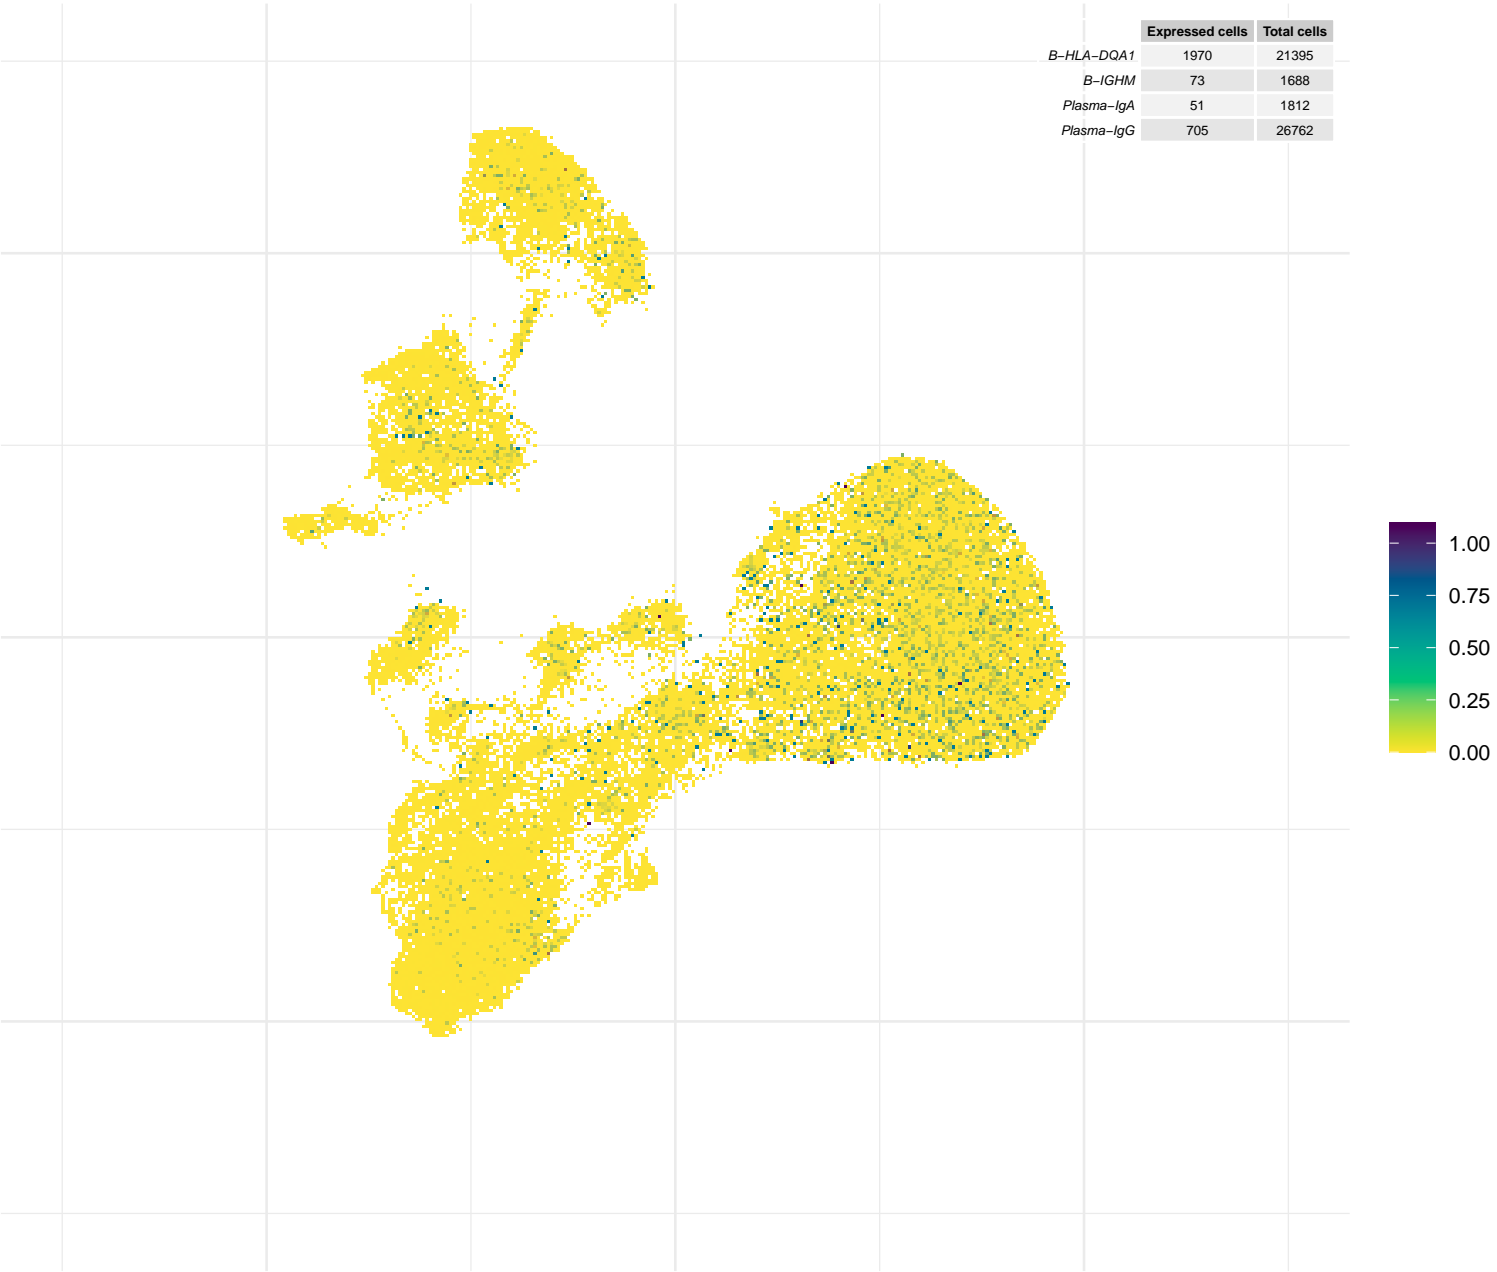 Expressed cells Total cells
B−HLA−DQA1 1970 21395
B−IGHM 73 1688
Plasma−IgA 51 1812
Plasma−IgG 705 26762
1.00
0.75
0.50
0.25
0.00